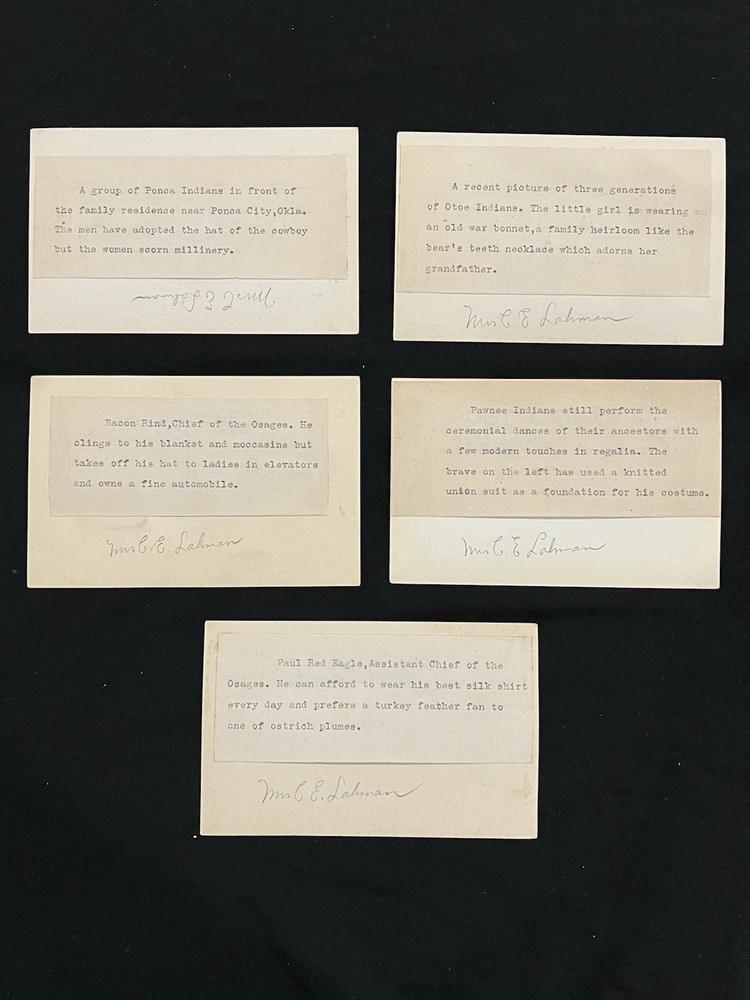 A group of Ponca Indians in front of
the family residence near Ponca City,Okla.
The men have adopted the hat of the cowboy
but the women scorn millinery.
Mrs C E Lahman
A recent picture of three generations
of Otoe Indians. The little girl is wearing an
an old war bonnet,a family heirloom like the
bear's teeth necklace which adorns her
grandfather.
Mrs C E Lahman
Bacon Rind,Chief of the Osages. He
clings to his blanket and moccasins but
takes off his hat to ladies in elevators
and owns a fine automobile.
Mrs C E. Lahman
Pawnee Indians still perform the
ceremonial dances of their ancestors with
a few modern touches in regalia. The
brave on the left has used a knitted
union suit as a foundation for his costume.
Mrs C. E Lahman
Paul Red Eagle,Assistant Chief of the
Osages. He can afford to wear his best silk shirt
every day and prefers a turkey feather fan to
one of ostrich plumes.
Mrs C E. Lahman